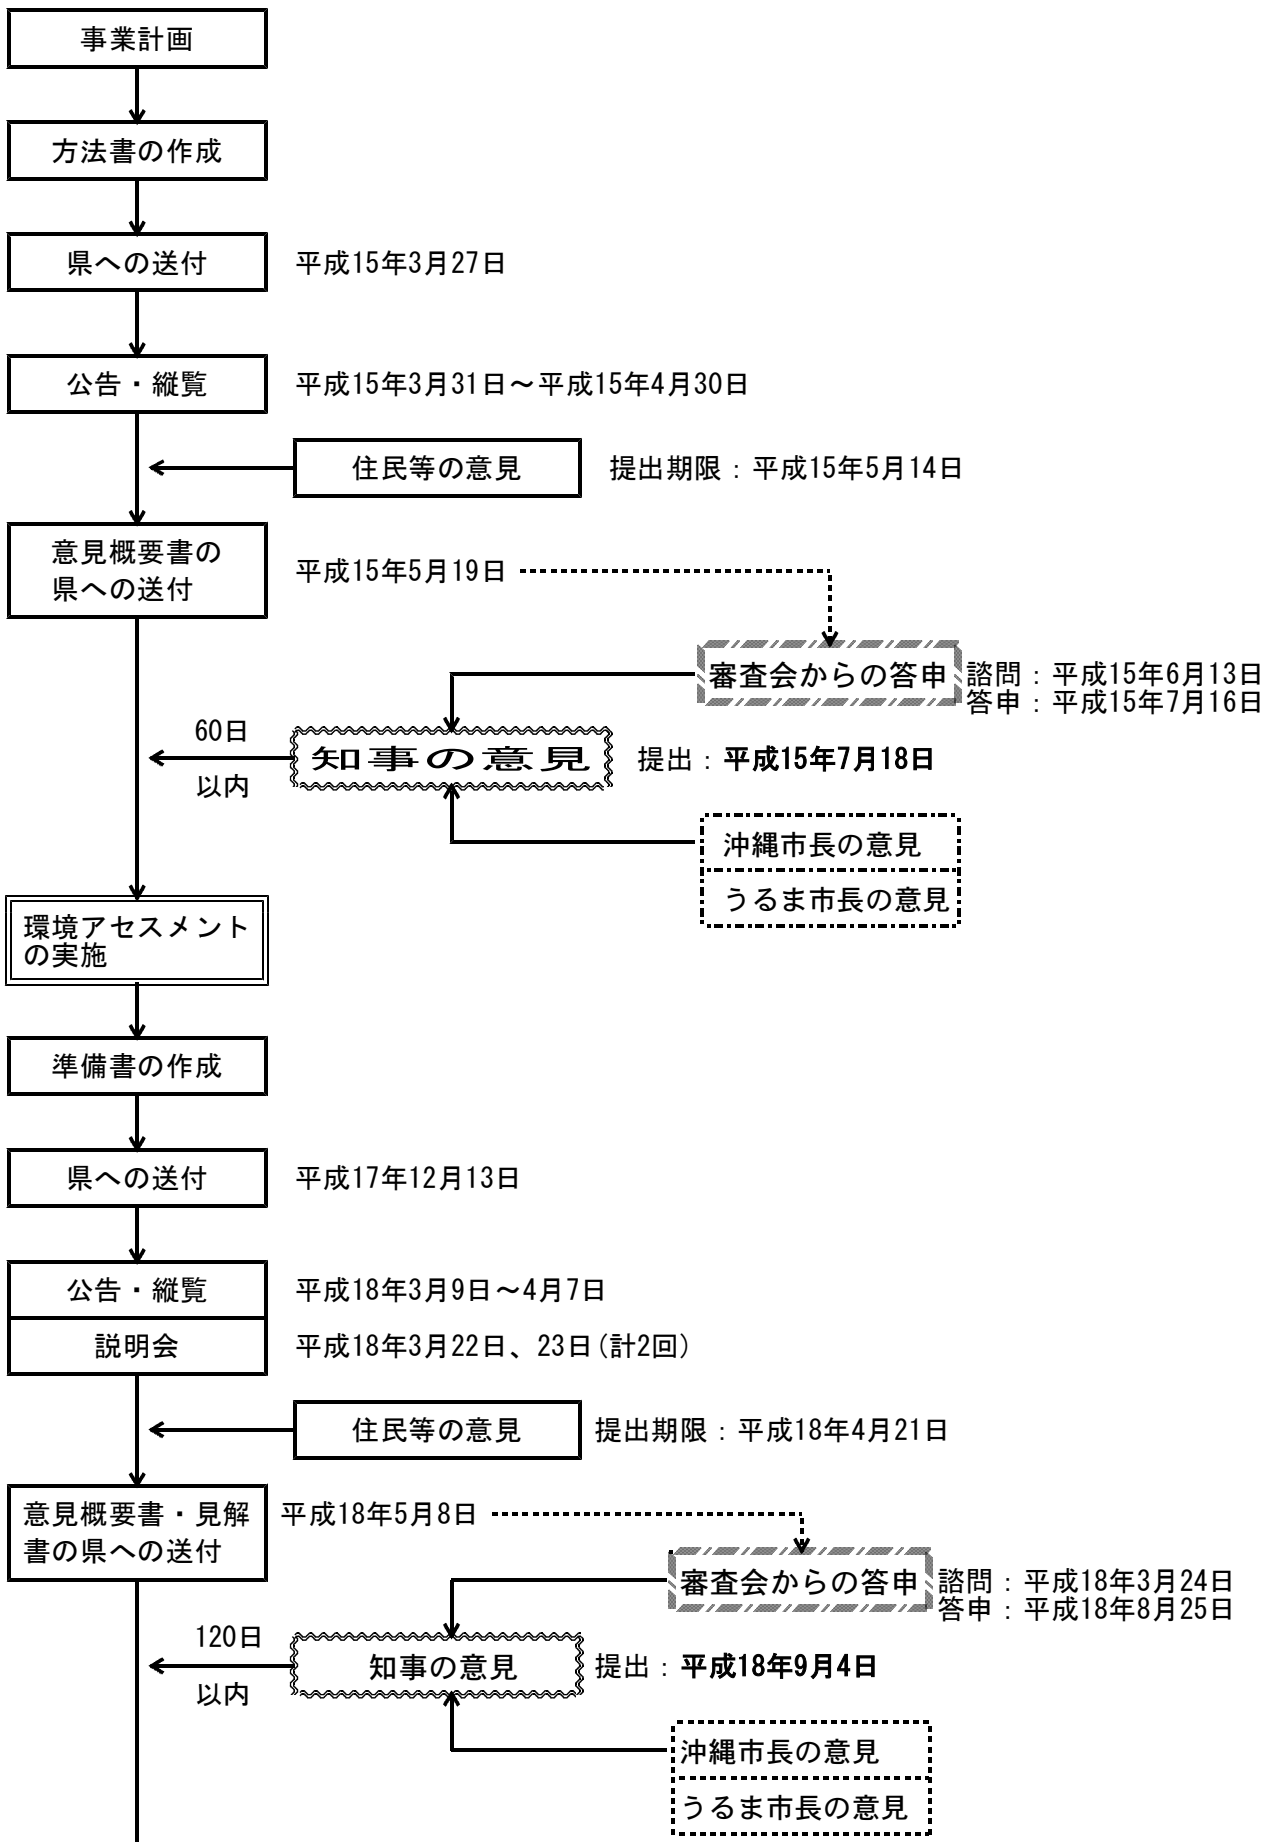 事業計画
方法書の作成
県への送付
平成15年3月27日
公告・縦覧
平成15年3月31日～平成15年4月30日
住民等の意見
提出期限：平成15年5月14日
意見概要書の
県への送付
平成15年5月19日
審査会からの答申
諮問：平成15年6月13日
答申：平成15年7月16日
60日
以内
知事の意見
提出：平成15年7月18日
沖縄市長の意見
うるま市長の意見
環境アセスメント
の実施
準備書の作成
県への送付
平成17年12月13日
公告・縦覧
平成18年3月9日～4月7日
説明会
平成18年3月22日、23日(計2回)
住民等の意見
提出期限：平成18年4月21日
意見概要書・見解
書の県への送付
平成18年5月8日
審査会からの答申
諮問：平成18年3月24日
答申：平成18年8月25日
120日
以内
知事の意見
提出：平成18年9月4日
沖縄市長の意見
うるま市長の意見